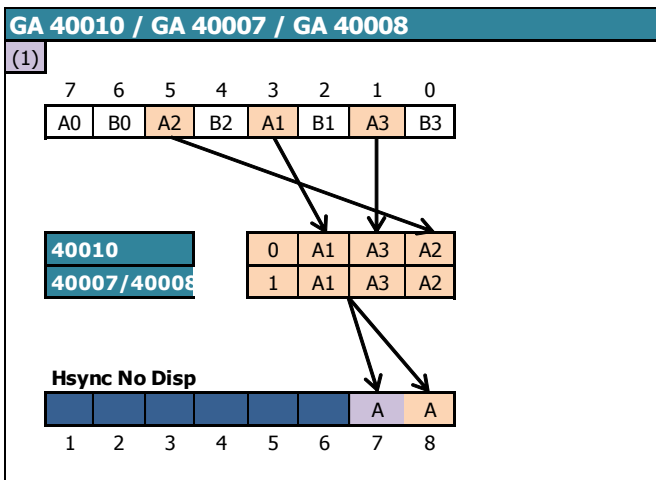 GA 40010 / GA 40007 / GA 40008
(1)
7 6 5 4 3 2 1 0
A0 B0 A2 B2 A1 B1 A3 B3
40010 0 A1 A3 A2
40007/40008 1 A1 A3 A2
Hsync No Disp
A A
1 2 3 4 5 6 7 8